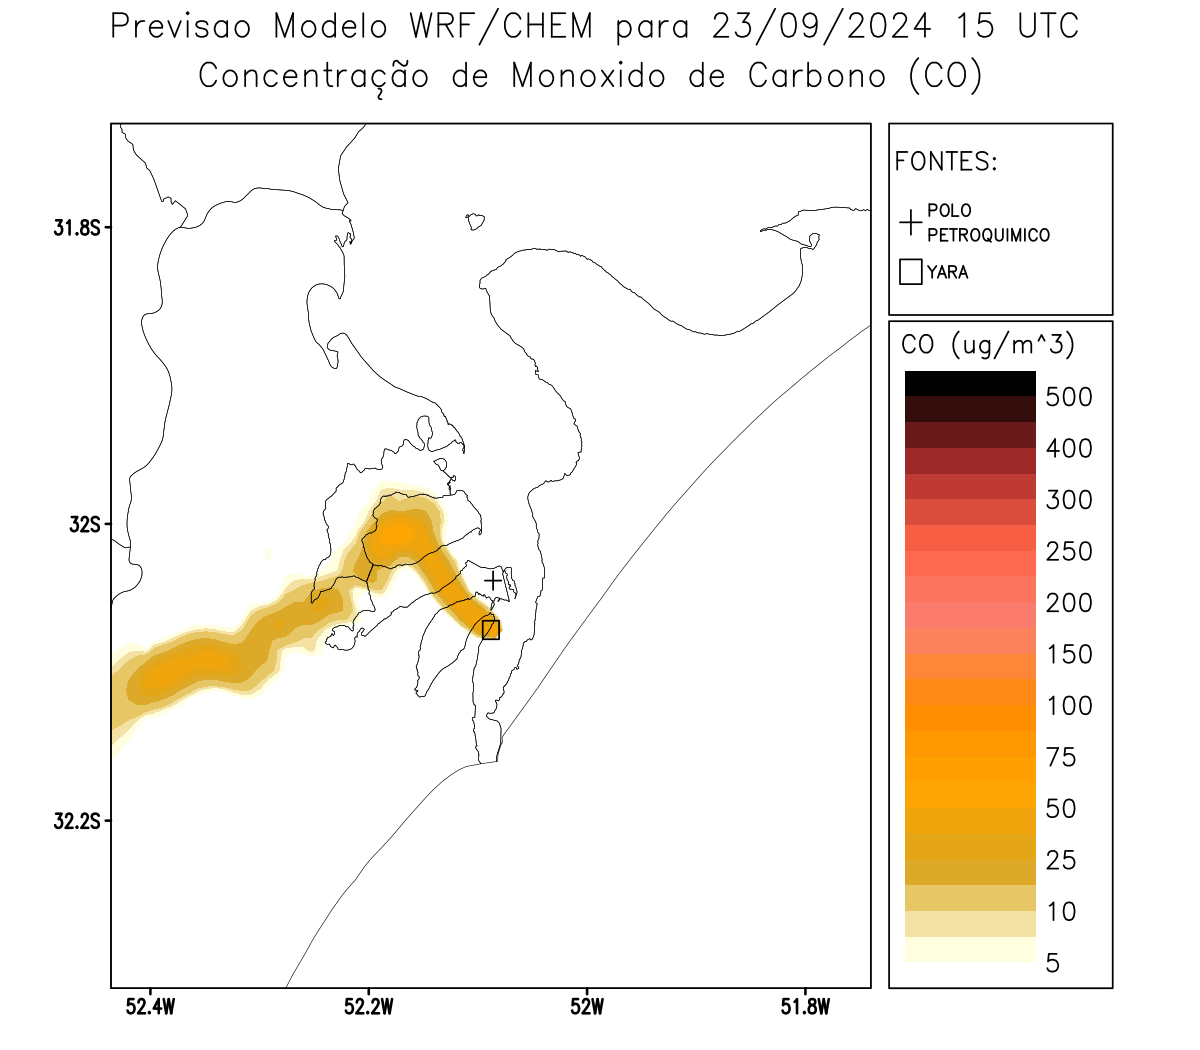 Previsao Modelo WRF/CHEM para 23/09/2024 15 UTC
Concentração de Monoxido de Carbono (CO)
FONTES:
POLO
PETROQUIMICO
YARA
CO (ug/m^3)
500
400
300
250
200
150
100
75
50
25
10
5
31.8S
32S
32.2S
52.4W
52.2W
52W
51.8W